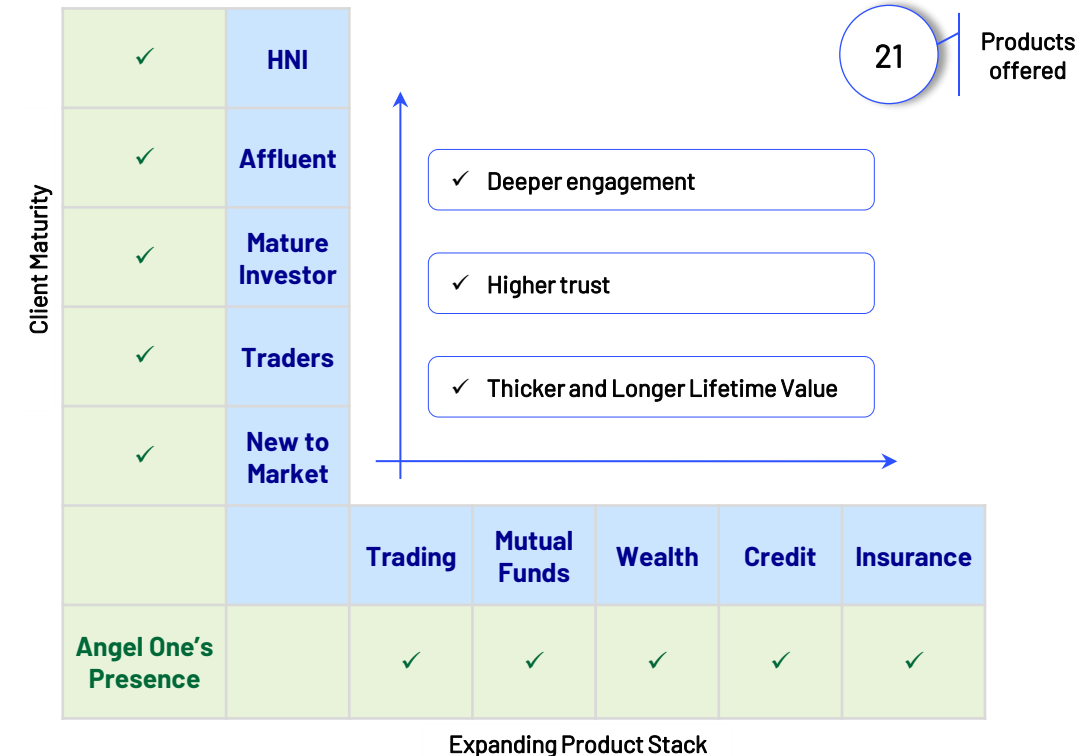 HNI
21
Products
offered
Affluent
Deeper engagement
Client Maturity
Mature
Investor
Higher trust
Traders
Thicker and Longer Lifetime Value
New to
Market
Trading
Mutual
Funds
Wealth
Credit
Insurance
Angel One's
Presence
Expanding Product Stack